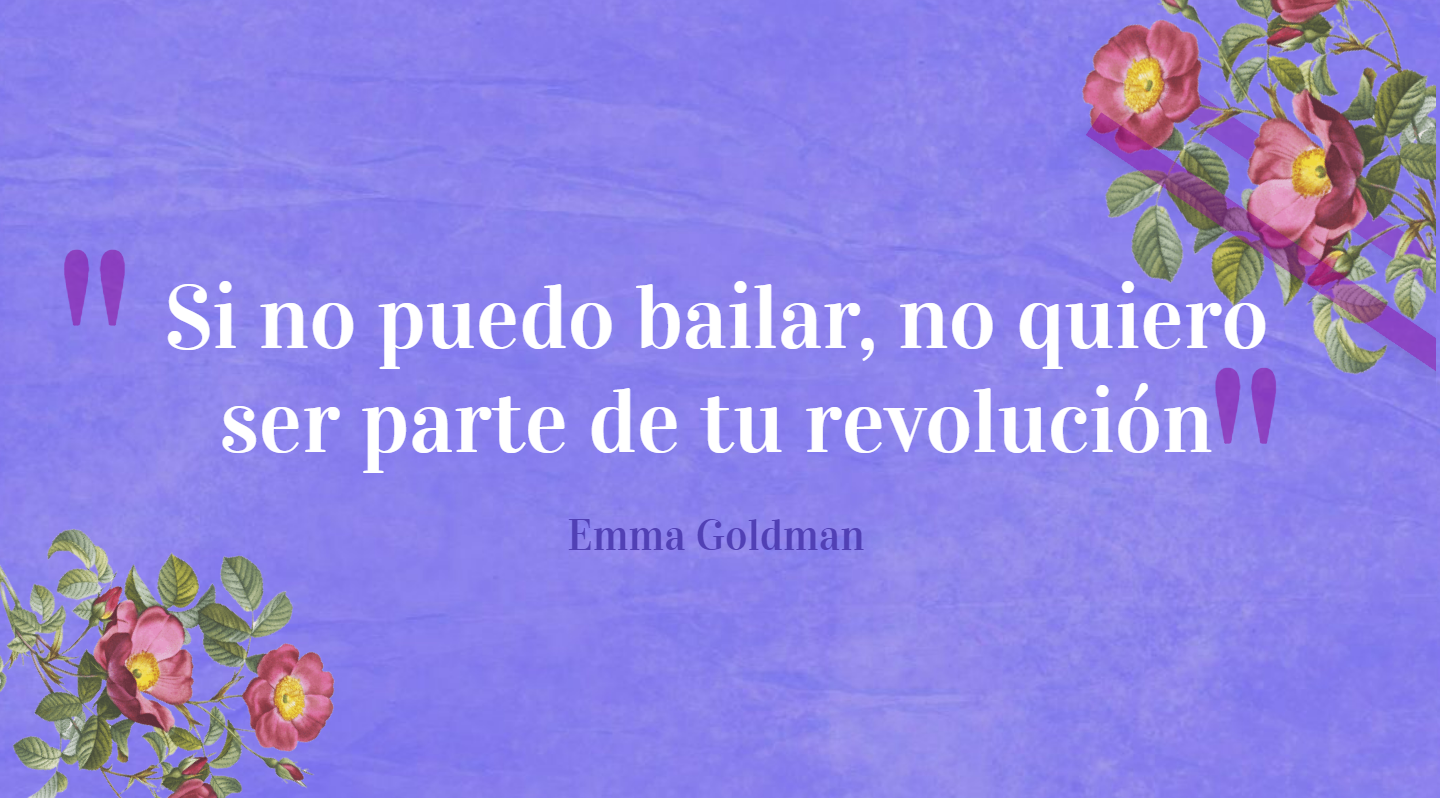 "Si no puedo bailar, no quiero
ser parte de tu revolución"
Emma Goldman